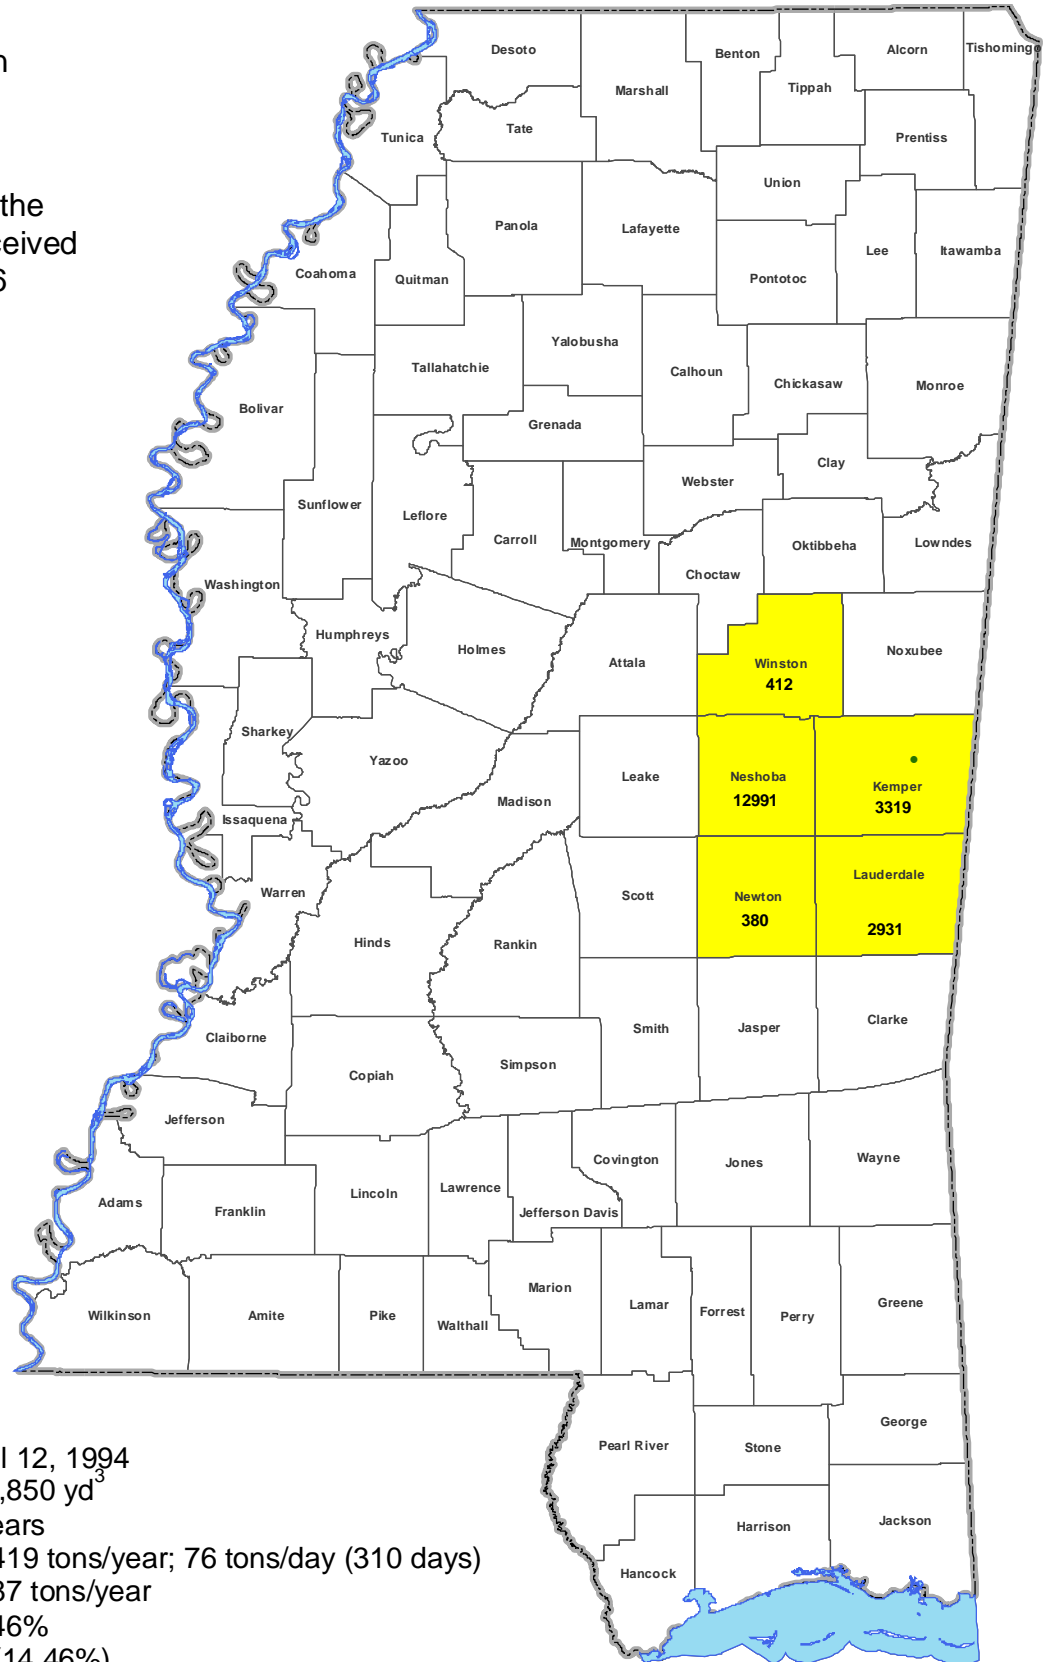 n
the
ceived
6
Desoto
Benton
Alcorn
Tishomingo
Marshall
Tippah
Tunica
Tate
Prentiss
Union
Panola
Lafayette
Lee
Itawamba
Coahoma
Quitman
Pontotoc
Yalobusha
Tallahatchie
Calhoun
Chickasaw
Monroe
Bolivar
Grenada
Clay
Webster
Sunflower
Leflore
Carroll
Montgomery
Oktibbeha
Lowndes
Washington
Choctaw
Humphreys
Holmes
Attala
Winston
412
Noxubee
Sharkey
Yazoo
Leake
Neshoba
12991
Kemper
3319
Madison
Issaquena
Warren
Scott
Newton
380
Lauderdale
2931
Hinds
Rankin
Claiborne
Smith
Jasper
Clarke
Copiah
Simpson
Jefferson
Covington
Jones
Wayne
Adams
Franklin
Lincoln
Lawrence
Jefferson Davis
Wilkinson
Amite
Pike
Walthall
Marion
Lamar
Forrest
Perry
Greene
Pearl River
Stone
George
Harrison
Jackson
Hancock
l 12, 1994
,850 yd³
ears
419 tons/year; 76 tons/day (310 days)
37 tons/year
46%
(14.46%)